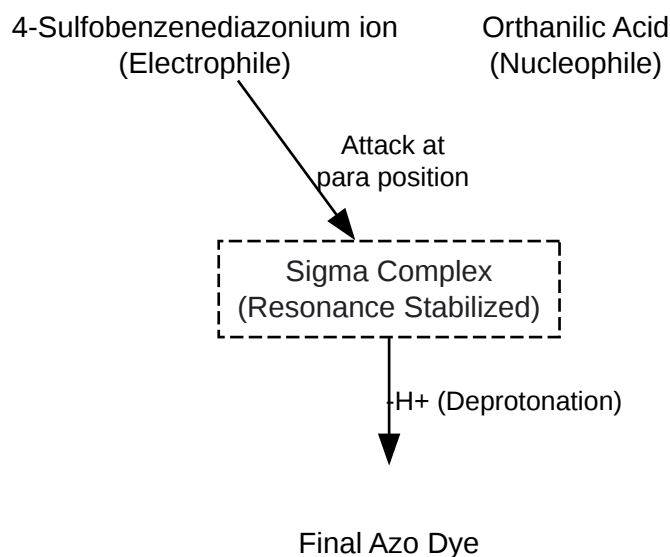 4-Sulfobenzenediazonium ion
(Electrophile)
Orthanilic Acid
(Nucleophile)
Attack at
para position
Sigma Complex
(Resonance Stabilized)
-H+ (Deprotonation)
Final Azo Dye